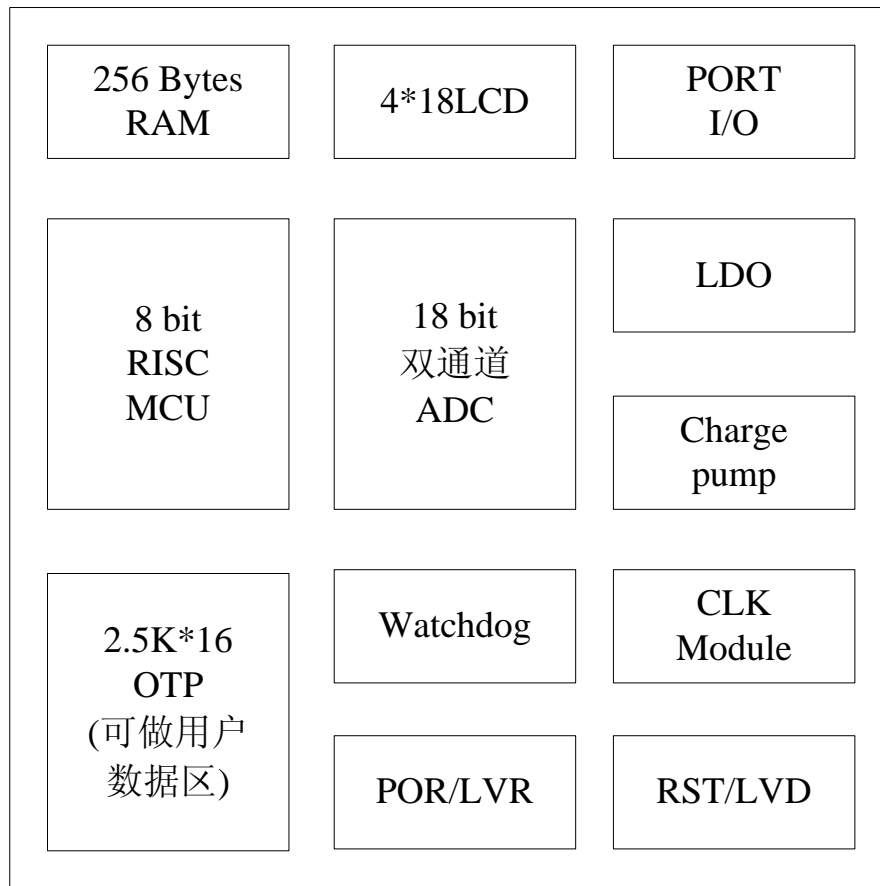 256 Bytes
RAM
4*18LCD
PORT
I/O
8 bit
RISC
MCU
18 bit
双通道
ADC
LDO
Charge
pump
2.5K*16
OTP
(可做用户
数据区)
Watchdog
CLK
Module
POR/LVR
RST/LVD